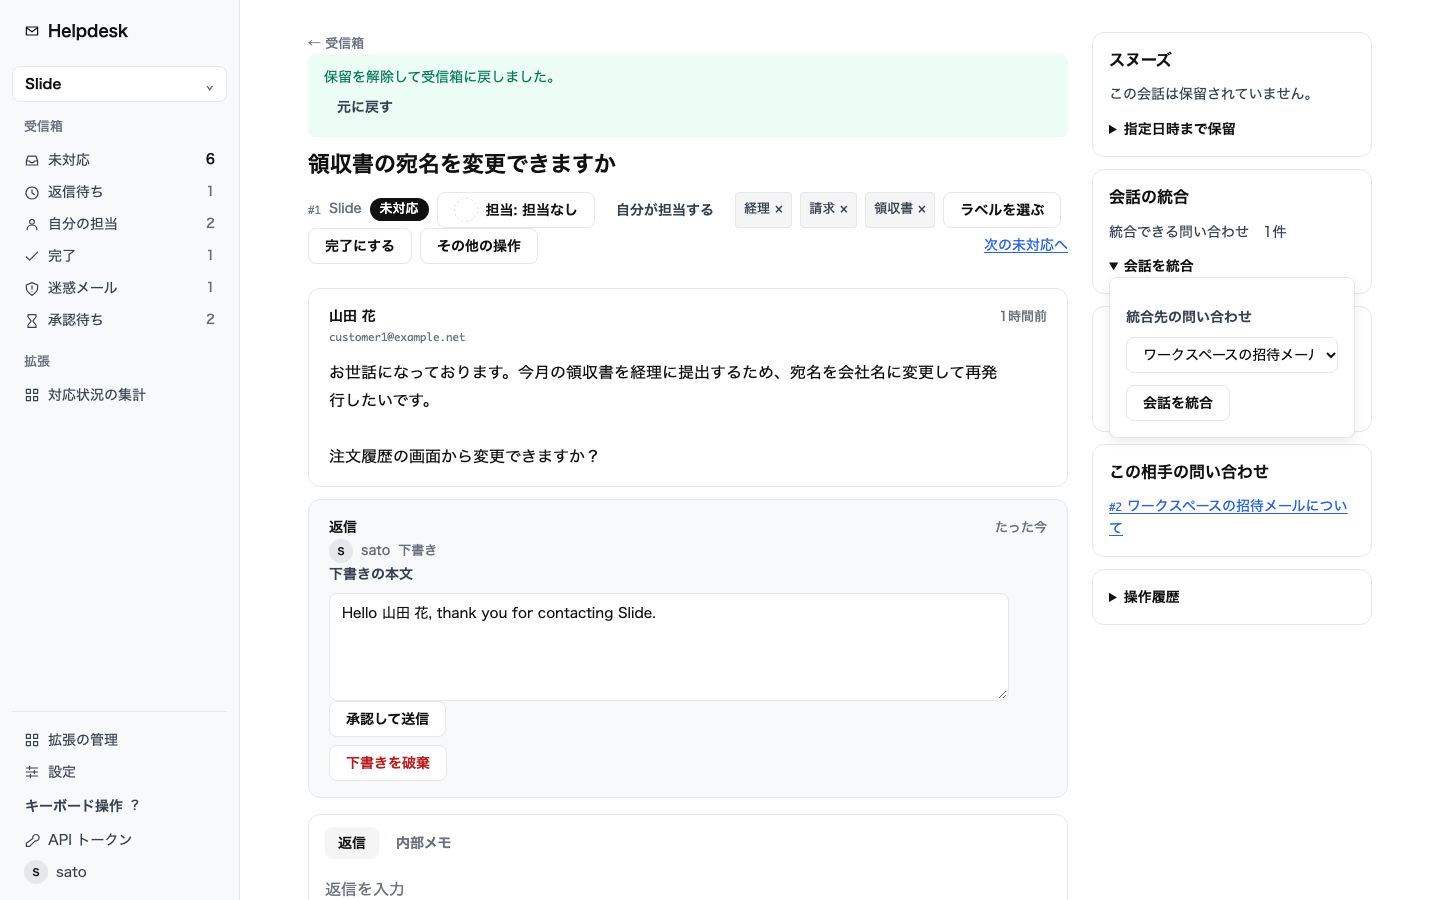 Helpdesk
Slide
受信箱
未対応 6
返信待ち 1
自分の担当 2
完了 1
迷惑メール 1
承認待ち 2
拡張
対応状況の集計
拡張の管理
設定
キーボード操作 ?
API トークン
S sato
← 受信箱
保留を解除して受信箱に戻しました。
元に戻す
領収書の宛名を変更できますか
#1 Slide 未対応 担当: 担当なし 自分が担当する 経理 × 請求 × 領収書 × ラベルを選ぶ
完了にする その他の操作 次の未対応へ
山田 花 1時間前
customer1@example.net
お世話になっております。今月の領収書を経理に提出するため、宛名を会社名に変更して再発
行したいです。
注文履歴の画面から変更できますか？
返信 たった今
S sato 下書き
下書きの本文
Hello 山田 花, thank you for contacting Slide.
承認して送信
下書きを破棄
返信 内部メモ
返信を入力
スヌーズ
この会話は保留されていません。
▶ 指定日時まで保留
会話の統合
統合できる問い合わせ 1件
▼ 会話を統合
統合先の問い合わせ
ワークスペースの招待メール
会話を統合
この相手の問い合わせ
#2 ワークスペースの招待メールについ
て
▶ 操作履歴